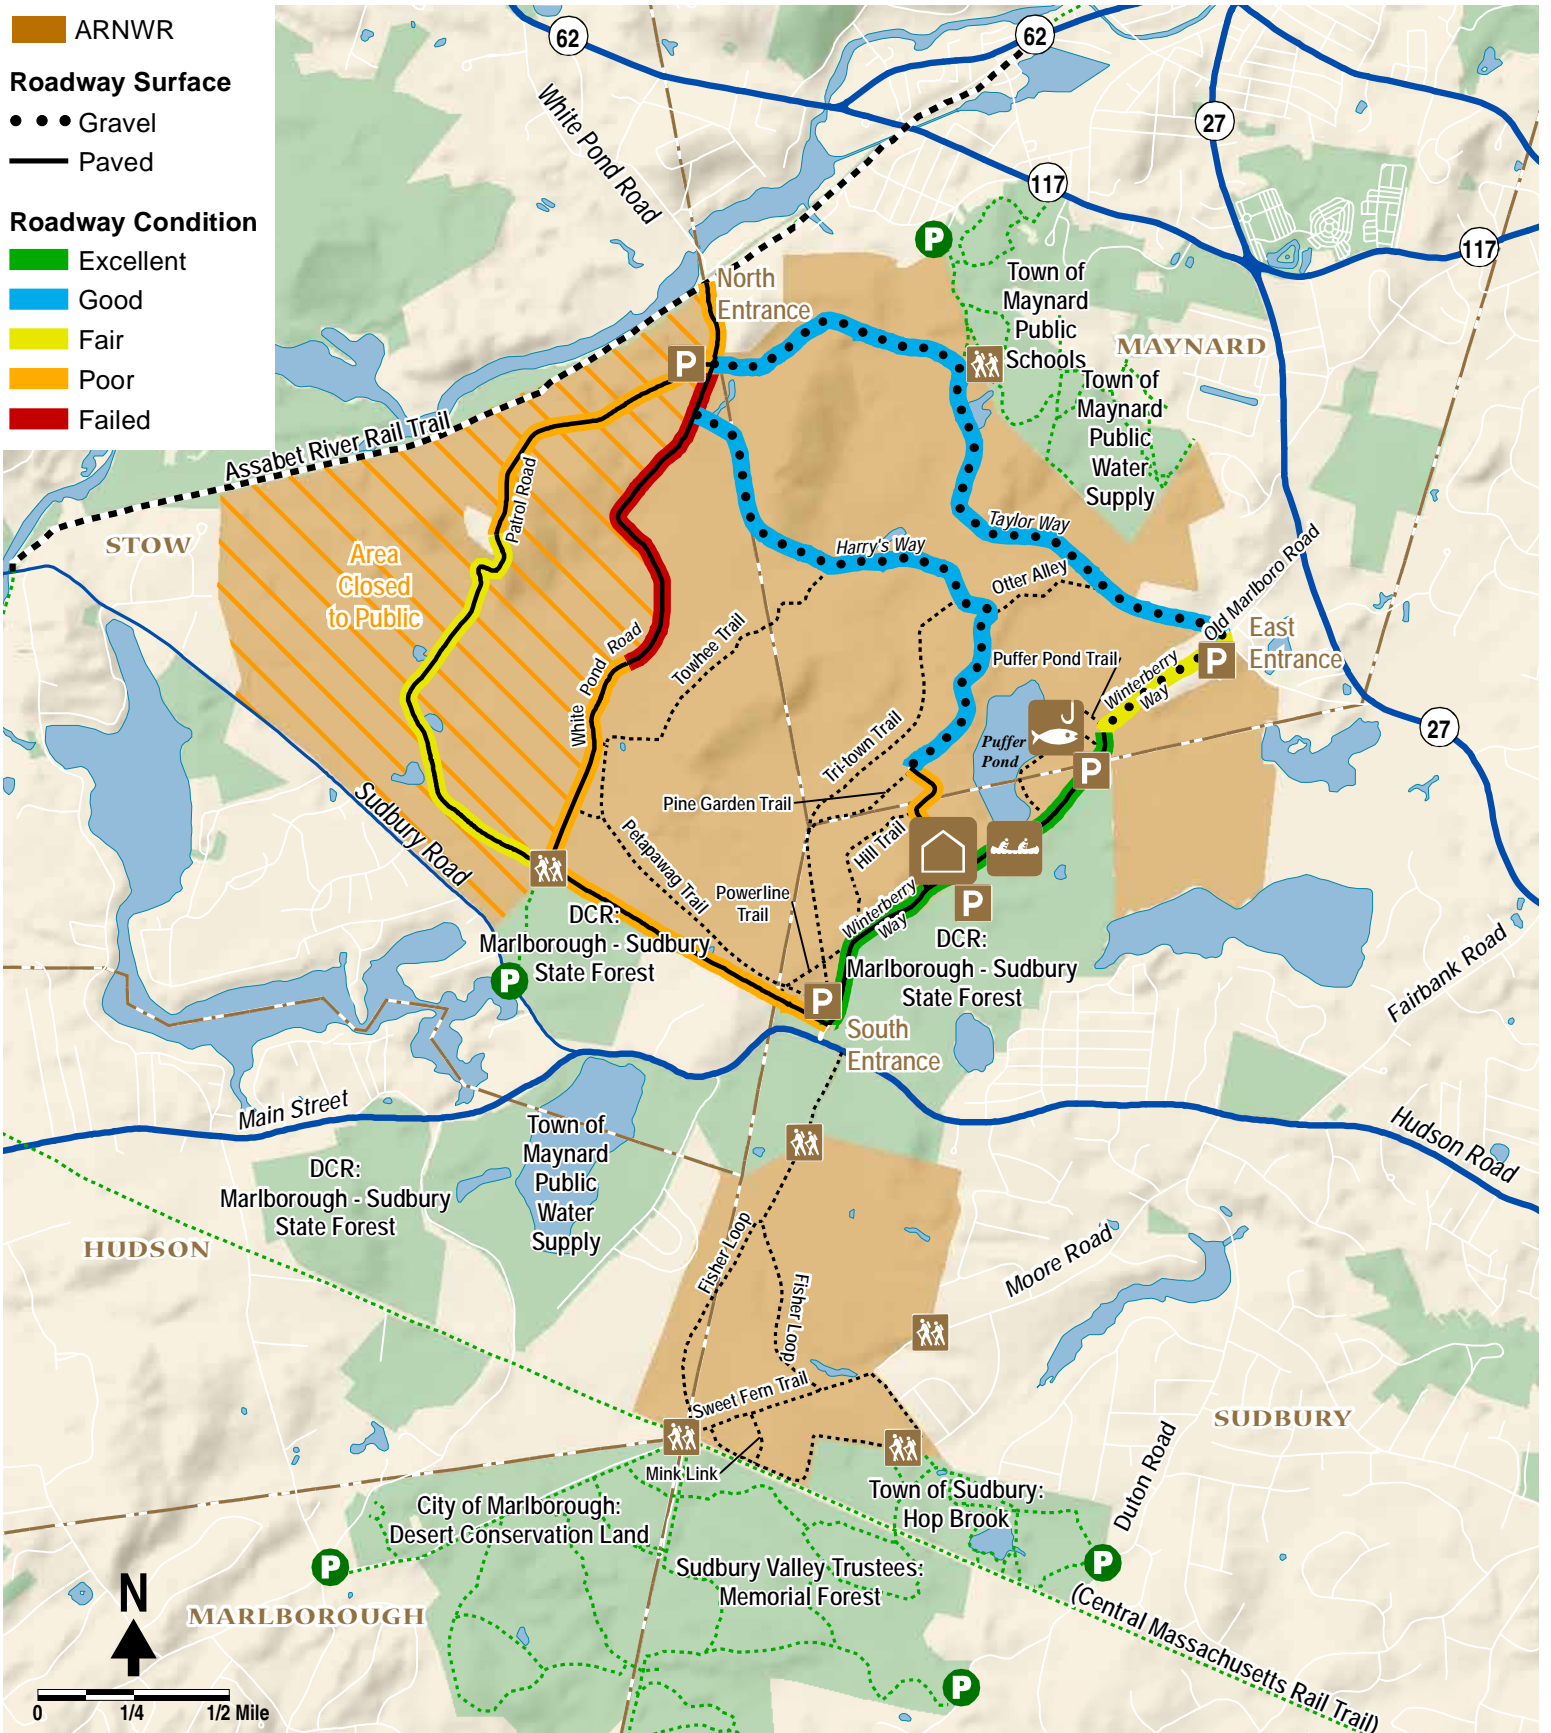 ARNWR
Roadway Surface
Gravel
Paved
Roadway Condition
Excellent
Good
Fair
Poor
Failed
62
62
27
117
117
27
White Pond Road
North
Entrance
P
P
Town of
Maynard
Public
Schools
MAYNARD
Town of
Maynard
Public
Water
Supply
Assabet River Rail Trail
STOW
Patrol Road
Area
Closed
to Public
Taylor Way
Harry's Way
Otter Alley
Old Marlboro Road
East
Entrance
P
Towhee Trail
White Pond Road
Puffer Pond Trail
Winterberry
Way
Puffer
Pond
P
Tri-town Trail
Pine Garden Trail
Sudbury Road
Petapawag Trail
Hill Trail
Powerline
Trail
Winterberry
Way
P
DCR:
Marlborough - Sudbury
State Forest
DCR:
Marlborough - Sudbury
State Forest
P
P
South
Entrance
Fairbank Road
Main Street
Hudson Road
Town of
Maynard
Public
Water
Supply
DCR:
Marlborough - Sudbury
State Forest
HUDSON
Fisher Loop
Fisher Loop
Moore Road
Sweet Fern Trail
SUDBURY
Mink Link
Duton Road
City of Marlborough:
Desert Conservation Land
Town of Sudbury:
Hop Brook
P
P
Sudbury Valley Trustees:
Memorial Forest
MARLBOROUGH
(Central Massachusetts Rail Trail)
P
N
0 1/4 1/2 Mile